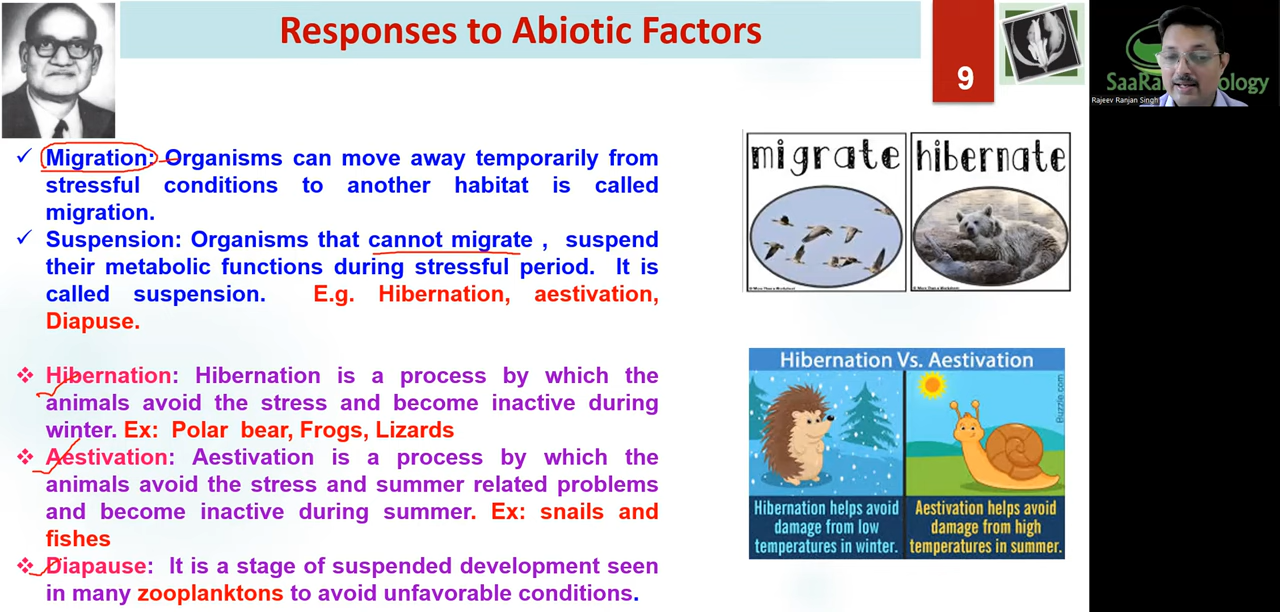 Responses to Abiotic Factors
9
Rajeev Ranjan Singh
✓ Migration: Organisms can move away temporarily from
stressful conditions to another habitat is called
migration.
✓ Suspension: Organisms that cannot migrate , suspend
their metabolic functions during stressful period. It is
called suspension. E.g. Hibernation, aestivation,
Diapuse.
❖ Hibernation: Hibernation is a process by which the
animals avoid the stress and become inactive during
winter. Ex: Polar bear, Frogs, Lizards
❖ Aestivation: Aestivation is a process by which the
animals avoid the stress and summer related problems
and become inactive during summer. Ex: snails and
fishes
❖ Diapause: It is a stage of suspended development seen
in many zooplanktons to avoid unfavorable conditions.
migrate
hibernate
Hibernation Vs. Aestivation
Buzzle.com
Hibernation helps avoid
damage from low
temperatures in winter.
Aestivation helps avoid
damage from high
temperatures in summer.